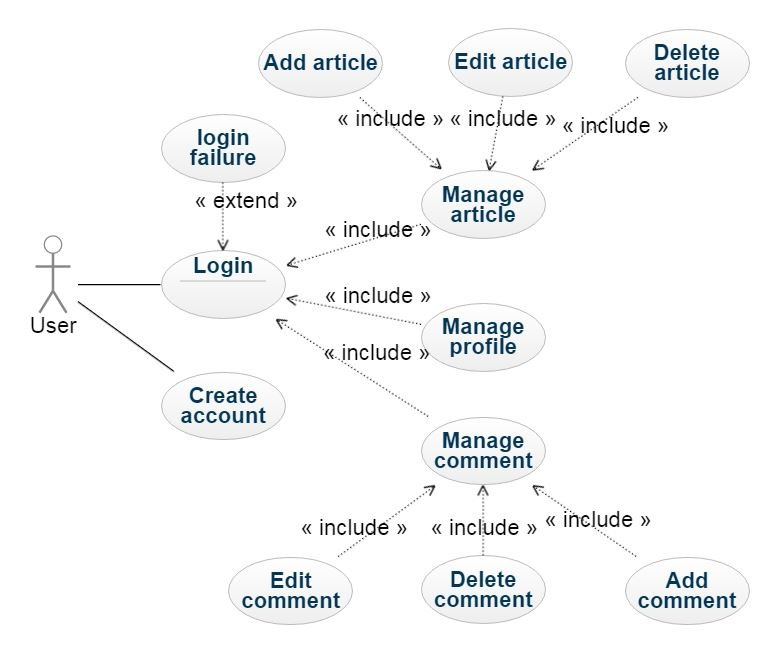 Add article
Edit article
Delete
article
« include »
« include »
« include »
login
failure
Manage
article
« extend »
« include »
Login
« include »
User
Manage
profile
« include »
Create
account
Manage
comment
« include »
« include »
« include »
Edit
comment
Delete
comment
Add
comment